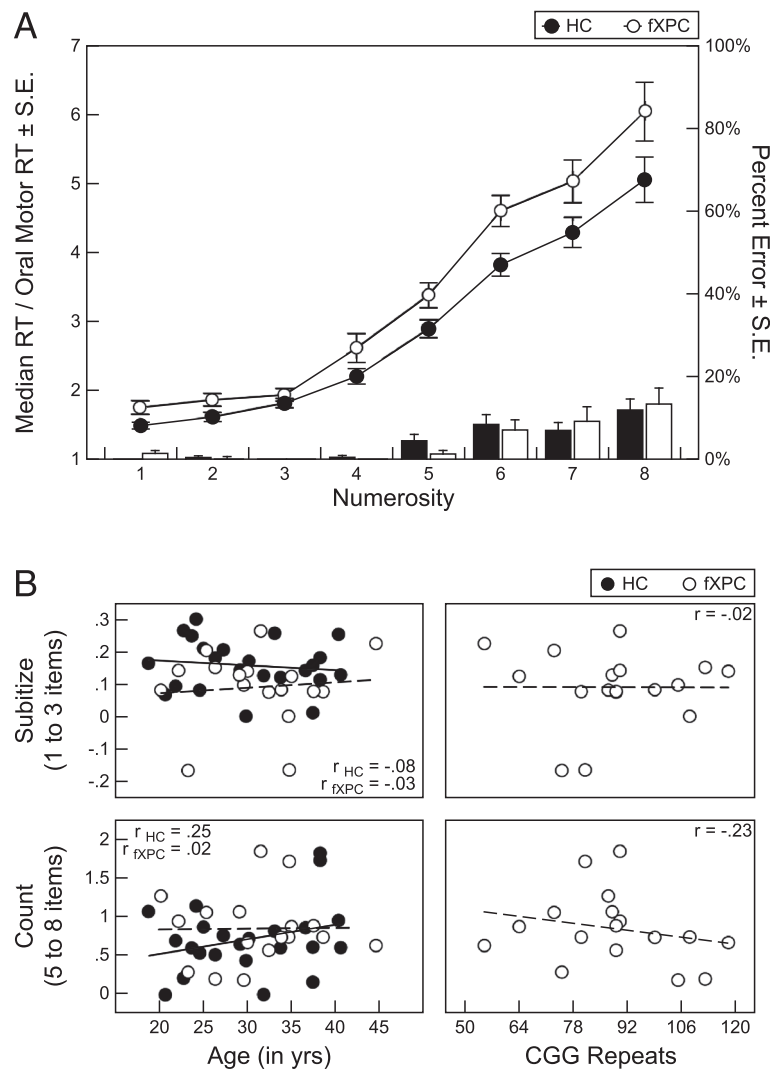 A
HC fXPC
Median RT / Oral Motor RT ± S.E.
7
6
5
4
3
2
1
100%
80%
60%
40%
20%
0%
Percent Error ± S.E.
1 2 3 4 5 6 7 8
Numerosity
B
HC fXPC
Subitize
(1 to 3 items)
.3
.2
.1
0
-.1
-.2
r HC = -.08
r fXPC = -.03
r = -.02
Count
(5 to 8 items)
2
1.5
1
0.5
0
r HC = .25
r fXPC = .02
r = -.23
20 25 30 35 40 45
Age (in yrs)
50 64 78 92 106 120
CGG Repeats